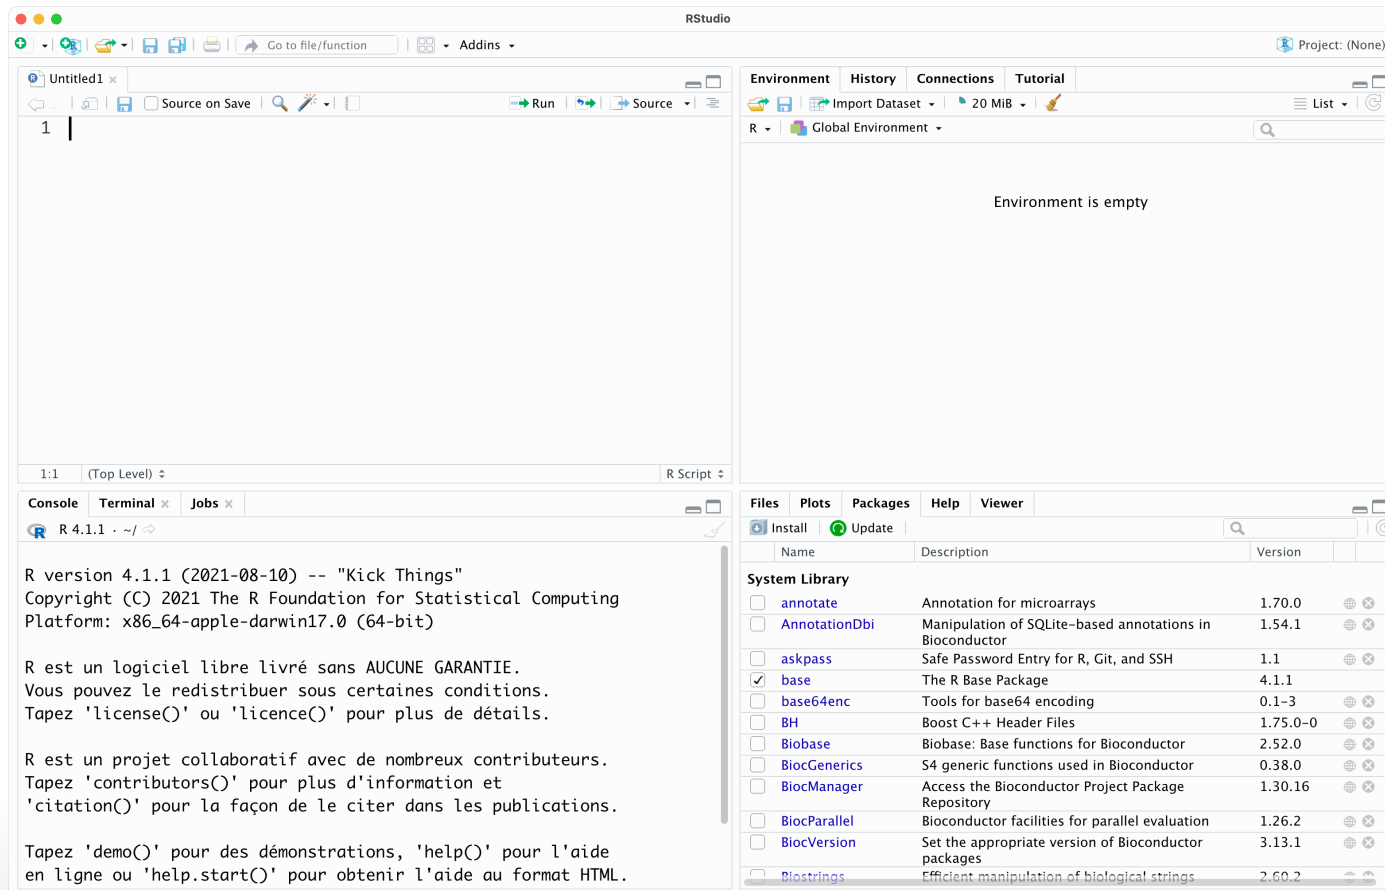 RStudio
Go to file/function
Addins
Project: (None)
Untitled1
Source on Save
Run
Source
1
1:1
(Top Level)
R Script
Environment
History
Connections
Tutorial
Import Dataset
20 MiB
List
R
Global Environment
Environment is empty
Console
Terminal
Jobs
R 4.1.1 · ~/
R version 4.1.1 (2021-08-10) -- "Kick Things"
Copyright (C) 2021 The R Foundation for Statistical Computing
Platform: x86_64-apple-darwin17.0 (64-bit)
R est un logiciel libre livré sans AUCUNE GARANTIE.
Vous pouvez le redistribuer sous certaines conditions.
Tapez 'license()' ou 'licence()' pour plus de détails.
R est un projet collaboratif avec de nombreux contributeurs.
Tapez 'contributors()' pour plus d'information et
'citation()' pour la façon de le citer dans les publications.
Tapez 'demo()' pour des démonstrations, 'help()' pour l'aide
en ligne ou 'help.start()' pour obtenir l'aide au format HTML.
Files
Plots
Packages
Help
Viewer
Install
Update
Name Description Version
System Library
annotate Annotation for microarrays 1.70.0
AnnotationDbi Manipulation of SQLite-based annotations in 1.54.1
Bioconductor
askpass Safe Password Entry for R, Git, and SSH 1.1
base The R Base Package 4.1.1
base64enc Tools for base64 encoding 0.1-3
BH Boost C++ Header Files 1.75.0-0
Biobase Biobase: Base functions for Bioconductor 2.52.0
BiocGenerics S4 generic functions used in Bioconductor 0.38.0
BiocManager Access the Bioconductor Project Package 1.30.16
Repository
BiocParallel Bioconductor facilities for parallel evaluation 1.26.2
BiocVersion Set the appropriate version of Bioconductor 3.13.1
packages
Biostrings Efficient manipulation of biological strings 2.60.2